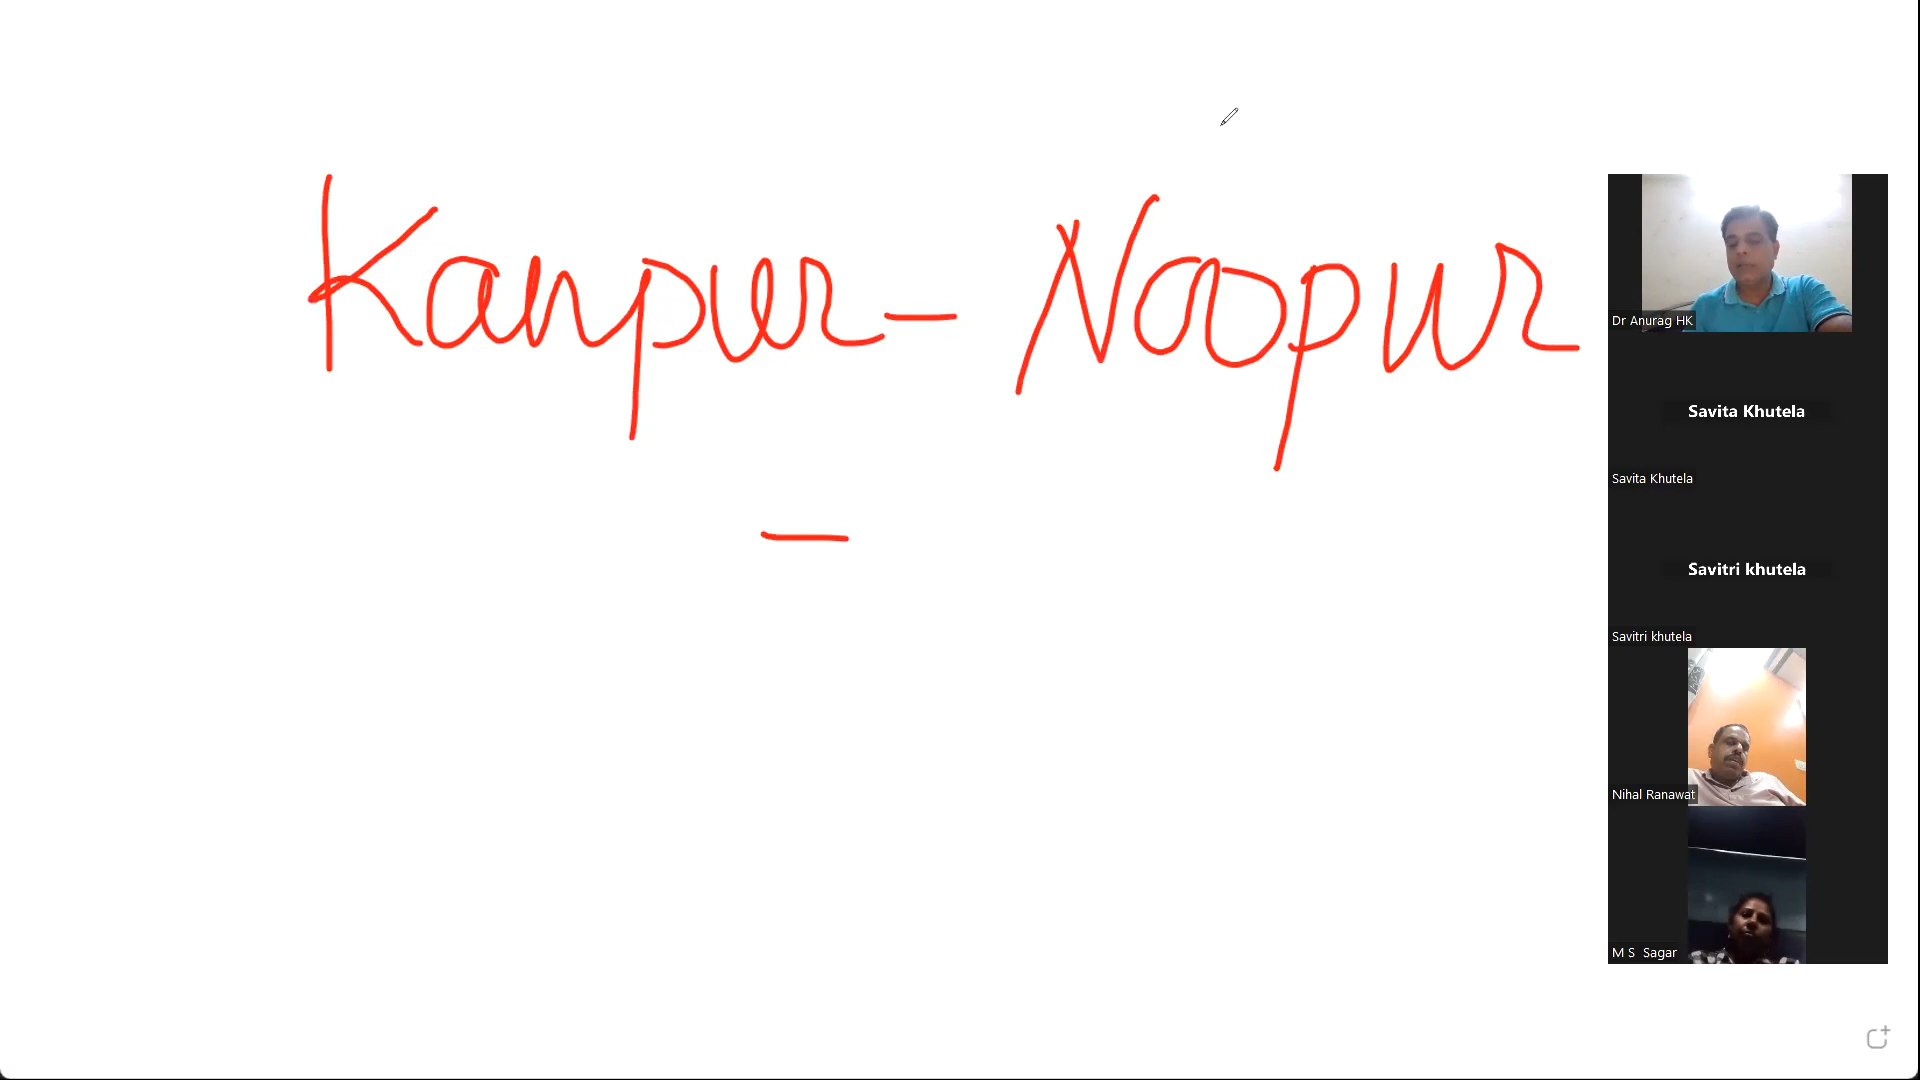 Kanpur - Noopur
-
Dr Anurag HK
Savita Khutela
Savita Khutela
Savitri khutela
Savitri khutela
Nihal Ranawat
M S Sagar